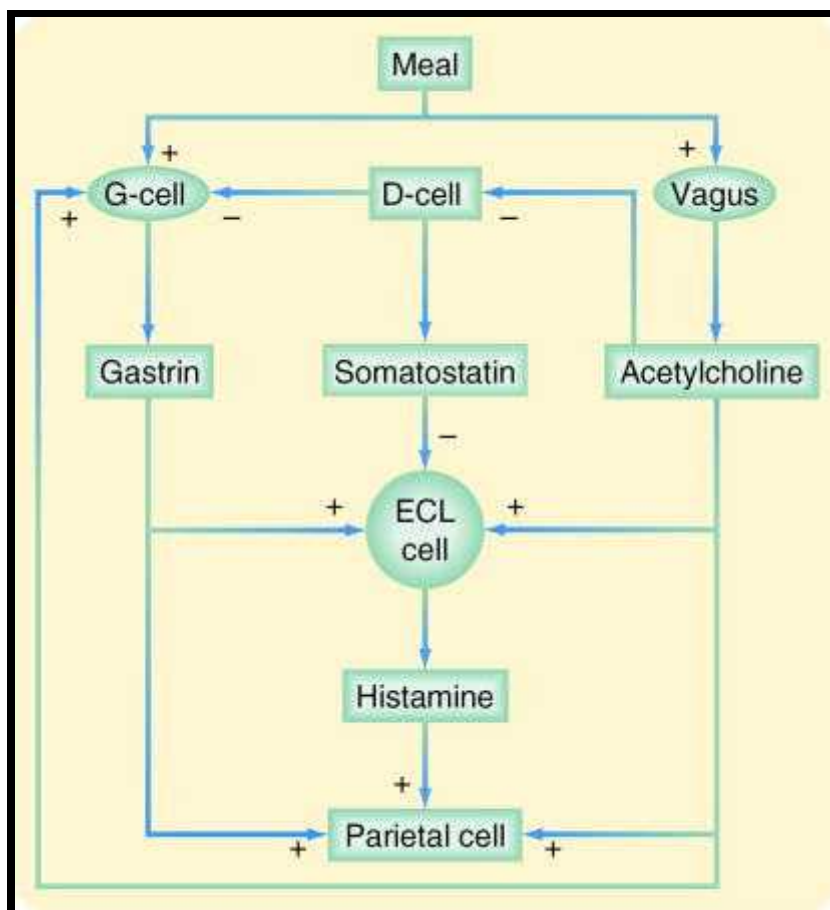 Meal
+
+
G-cell
D-cell
Vagus
+
−
−
Gastrin
Somatostatin
Acetylcholine
−
+
ECL
cell
+
Histamine
+
Parietal cell
+
+